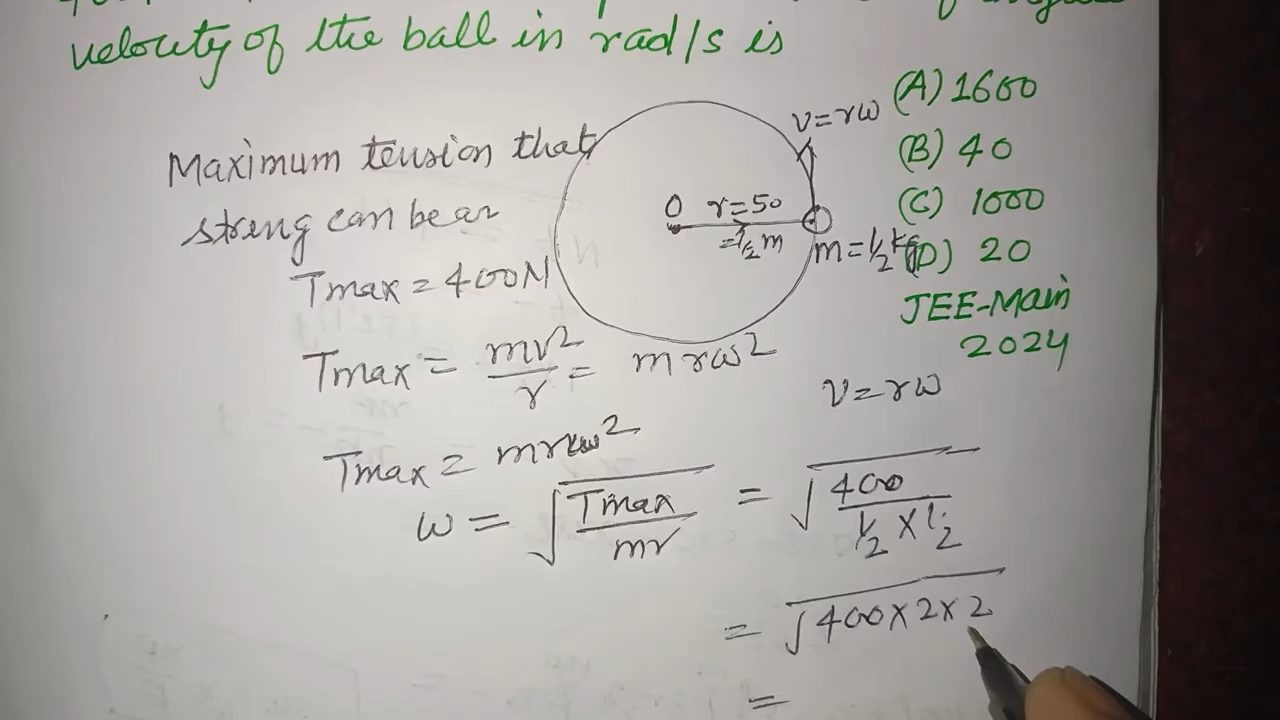 velocity of the ball in rad/s is
(A) 1600
(B) 40
(C) 1000
(D) 20
JEE-Main
2024
Maximum tension that
string can bear
Tmax = 400N
V=rω
O r=50
=1/2 m
m=1/2 kg
Tmax = mv²/r = mrω²
v=rω
Tmax = mrω²
ω = √(Tmax/mr) = √(400/(1/2 × 1/2))
= √400×2×2
=